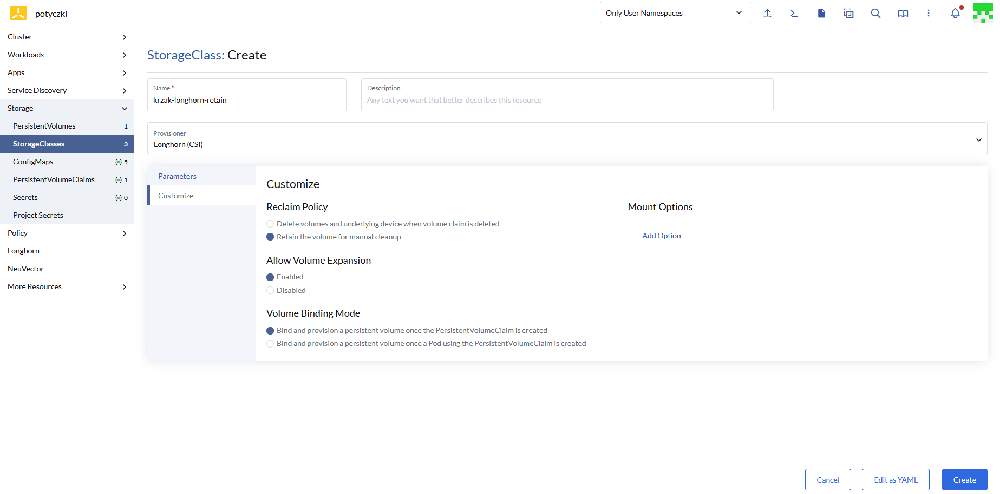 potyczki
Only User Namespaces
Cluster
Workloads
Apps
Service Discovery
Storage
PersistentVolumes 1
StorageClasses 3
ConfigMaps 5
PersistentVolumeClaims 1
Secrets 0
Project Secrets
Policy
Longhorn
NeuVector
More Resources
StorageClass: Create
Name *
krzak-longhorn-retain
Description
Any text you want that better describes this resource
Provisioner
Longhorn (CSI)
Parameters
Customize
Customize
Reclaim Policy
Delete volumes and underlying device when volume claim is deleted
Retain the volume for manual cleanup
Mount Options
Add Option
Allow Volume Expansion
Enabled
Disabled
Volume Binding Mode
Bind and provision a persistent volume once the PersistentVolumeClaim is created
Bind and provision a persistent volume once a Pod using the PersistentVolumeClaim is created
Cancel
Edit as YAML
Create